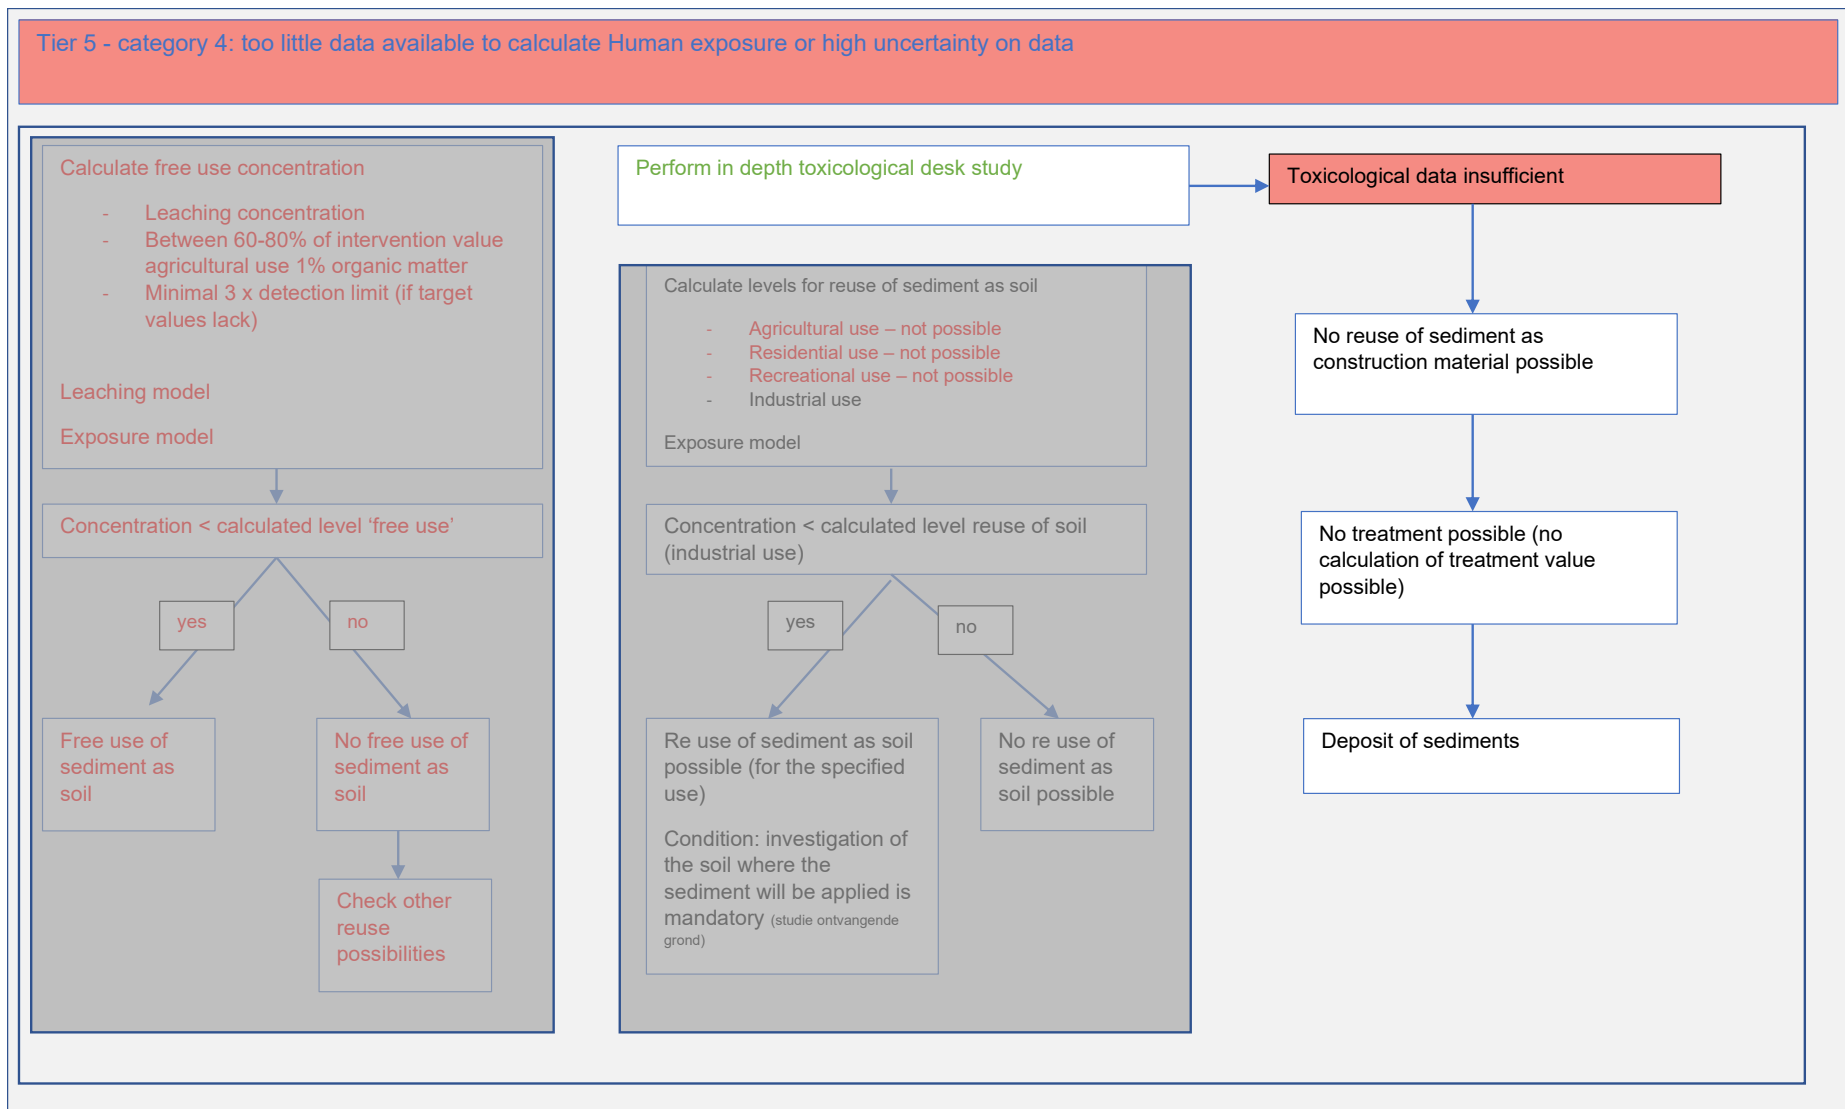 Tier 5 - category 4: too little data available to calculate Human exposure or high uncertainty on data
Calculate free use concentration
- Leaching concentration
- Between 60-80% of intervention value
agricultural use 1% organic matter
- Minimal 3 x detection limit (if target
values lack)
Leaching model
Exposure model
Concentration < calculated level ‘free use’
yes
no
Free use of
sediment as
soil
No free use of
sediment as
soil
Check other
reuse
possibilities
Perform in depth toxicological desk study
Calculate levels for reuse of sediment as soil
- Agricultural use – not possible
- Residential use – not possible
- Recreational use – not possible
- Industrial use
Exposure model
Concentration < calculated level reuse of soil
(industrial use)
yes
no
Re use of sediment as soil
possible (for the specified
use)
Condition: investigation of
the soil where the
sediment will be applied is
mandatory (studie ontvangende
grond)
No re use of
sediment as
soil possible
Toxicological data insufficient
No reuse of sediment as
construction material possible
No treatment possible (no
calculation of treatment value
possible)
Deposit of sediments